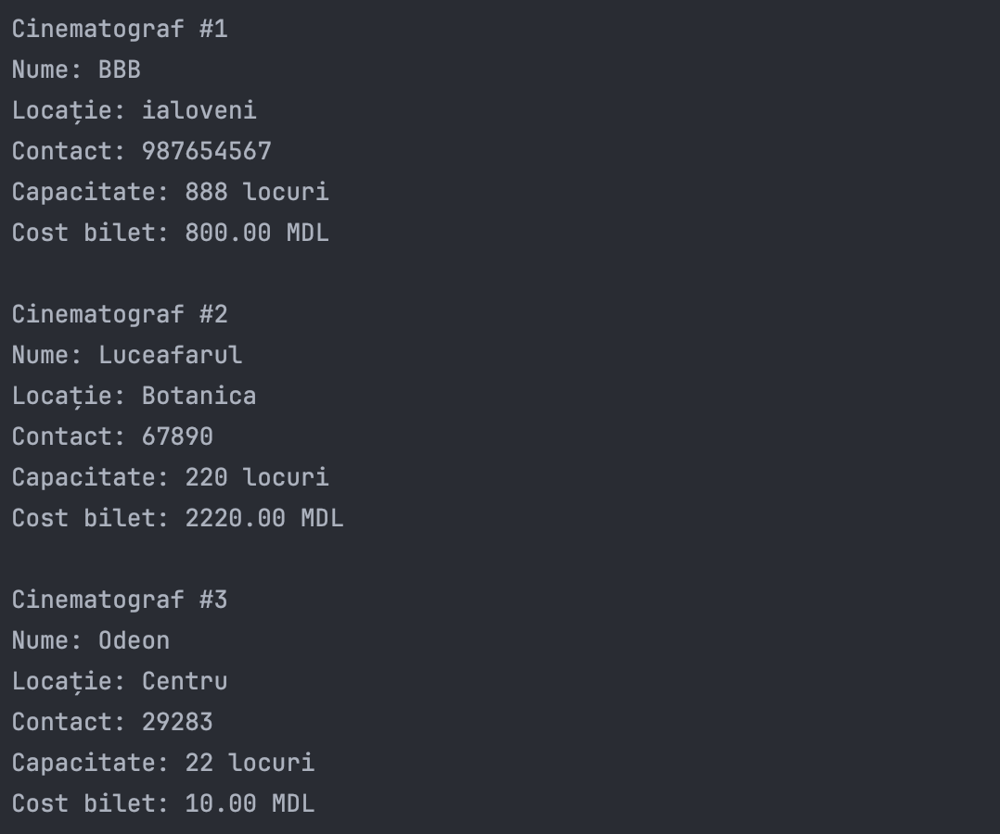 Cinematograf #1
Nume: BBB
Locație: ialoveni
Contact: 987654567
Capacitate: 888 locuri
Cost bilet: 800.00 MDL
Cinematograf #2
Nume: Luceafarul
Locație: Botanica
Contact: 67890
Capacitate: 220 locuri
Cost bilet: 2220.00 MDL
Cinematograf #3
Nume: Odeon
Locație: Centru
Contact: 29283
Capacitate: 22 locuri
Cost bilet: 10.00 MDL